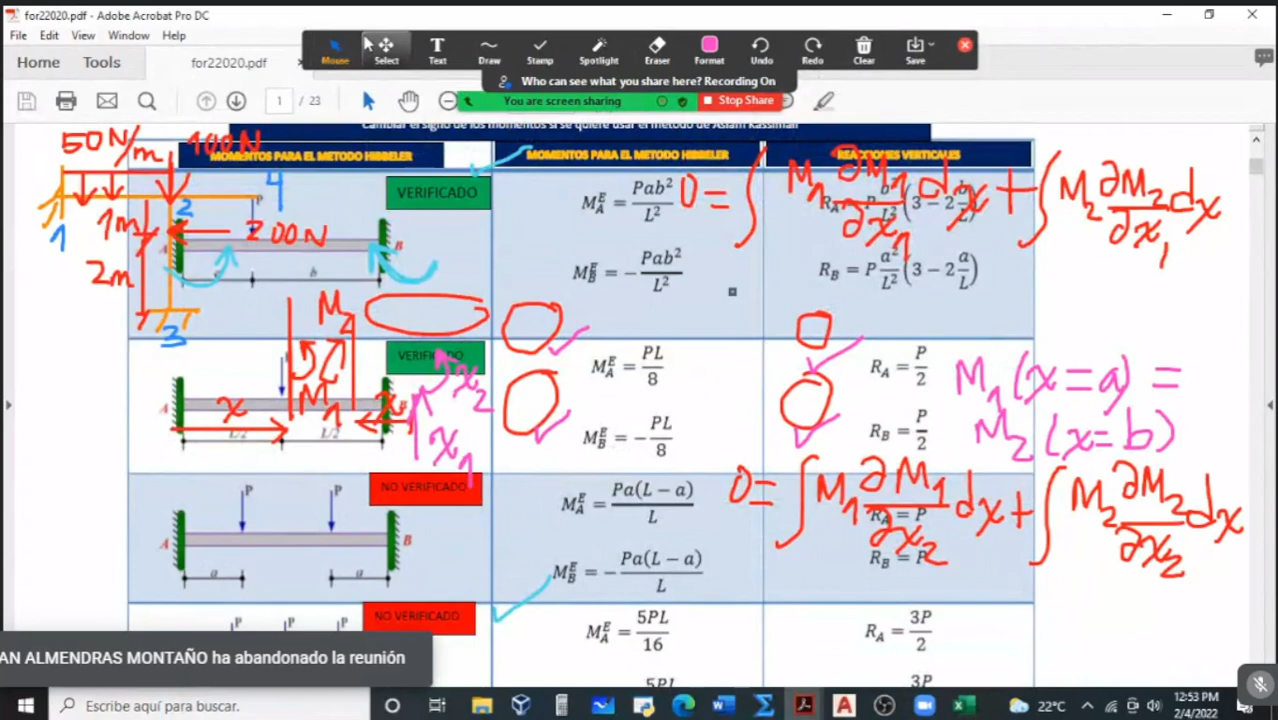 for22020.pdf - Adobe Acrobat Pro DC
File Edit View Window Help
Mouse Select Text Draw Stamp Spotlight Eraser Format Undo Redo Clear Save
Who can see what you share here? Recording On
Home Tools for22020.pdf
1 / 23
You are screen sharing Stop Share
Cambiar el signo de los momentos si se quiere usar el metodo de Aslam Kassimali
MOMENTOS PARA EL METODO HIBBELER MOMENTOS PARA EL METODO HIBBELER REACCIONES VERTICALES
50 N/m 100N
VERIFICADO
M_A^E = Pab²/L²
M_B^E = -Pab²/L²
R_B = P a²/L² (3 - 2 a/L)
0 = ∫ M₁ ∂M₁/∂x₁ dx + ∫ M₂ ∂M₂/∂x₁ dx
1 2 3 4
1m 200N
2m
A B
b
VERIFICADO
M_A^E = PL/8
R_A = P/2
M_B^E = -PL/8
R_B = P/2
A
x
L/2 L/2
M₂
M₁
x₂
x₁
M₁(x=a) =
M₂(x=b)
NO VERIFICADO
P P
A B
a a
M_A^E = Pa(L - a)/L
R_A = P
M_B^E = -Pa(L - a)/L
R_B = P
0 = ∫ M₁ ∂M₁/∂x₂ dx + ∫ M₂ ∂M₂/∂x₂ dx
NO VERIFICADO
P P P
M_A^E = 5PL/16
R_A = 3P/2
5PL
3P
AN ALMENDRAS MONTAÑO ha abandonado la reunión
Escribe aquí para buscar.
22°C
12:53 PM
2/4/2022